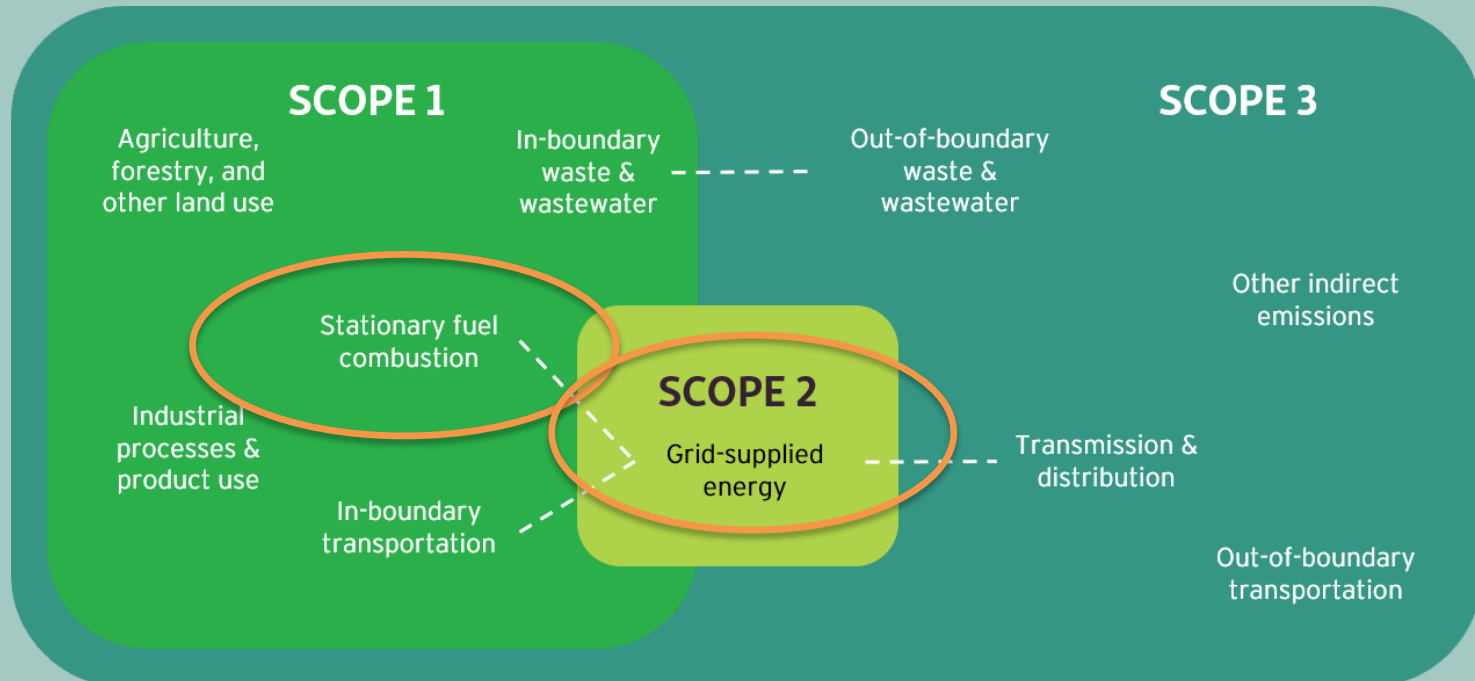 SCOPE 1
Agriculture,
forestry, and
other land use
In-boundary
waste &
wastewater
Stationary fuel
combustion
Industrial
processes &
product use
In-boundary
transportation
SCOPE 2
Grid-supplied
energy
SCOPE 3
Out-of-boundary
waste &
wastewater
Other indirect
emissions
Transmission &
distribution
Out-of-boundary
transportation